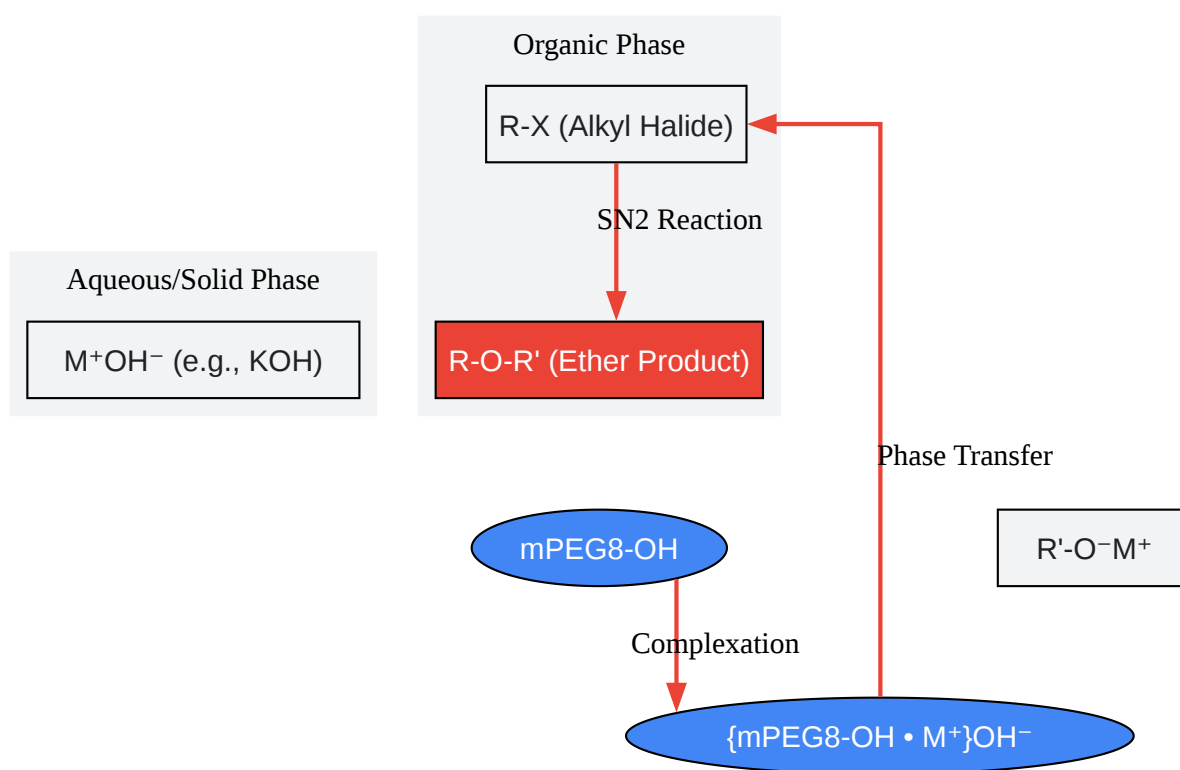 Organic Phase
R-X (Alkyl Halide)
SN2 Reaction
Aqueous/Solid Phase
M⁺OH⁻ (e.g., KOH)
R-O-R' (Ether Product)
Phase Transfer
mPEG8-OH
R'-O⁻M⁺
Complexation
{mPEG8-OH • M⁺}OH⁻